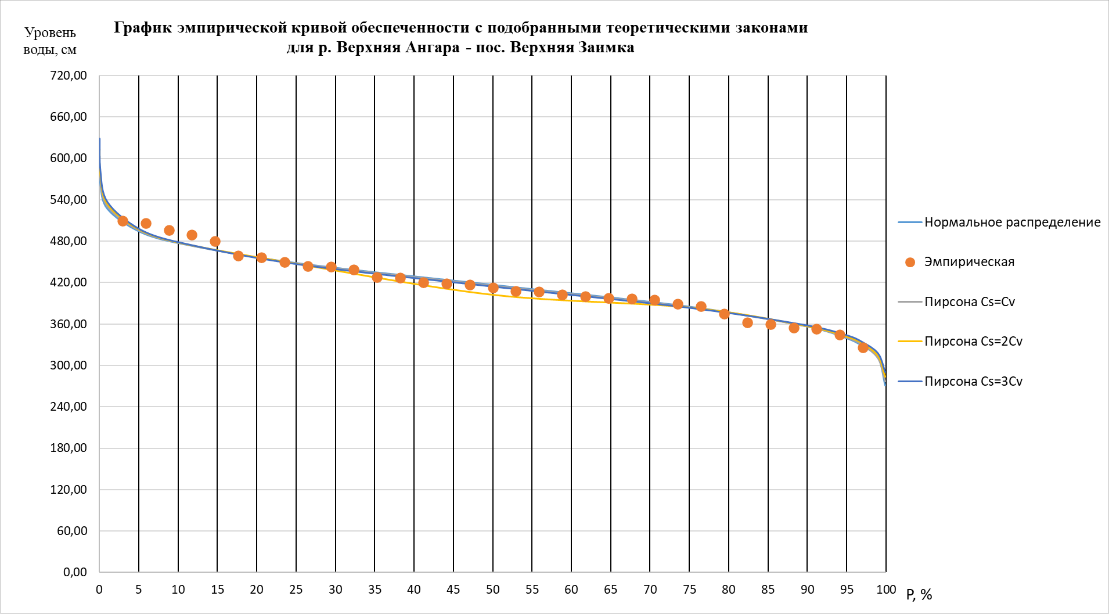 График эмпирической кривой обеспеченности с подобранными теоретическими законами
для р. Верхняя Ангара - пос. Верхняя Заимка
Уровень
воды, см
720,00
660,00
600,00
540,00
480,00
420,00
360,00
300,00
240,00
180,00
120,00
60,00
0,00
0 5 10 15 20 25 30 35 40 45 50 55 60 65 70 75 80 85 90 95 100
P, %
Нормальное распределение
Эмпирическая
Пирсона Cs=Cv
Пирсона Cs=2Cv
Пирсона Cs=3Cv